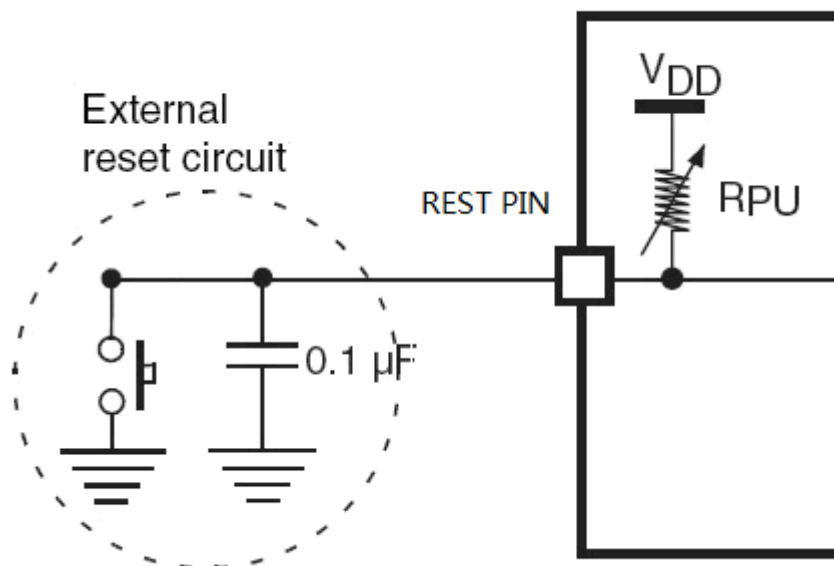 External
reset circuit
REST PIN
VDD
RPU
0.1 µF